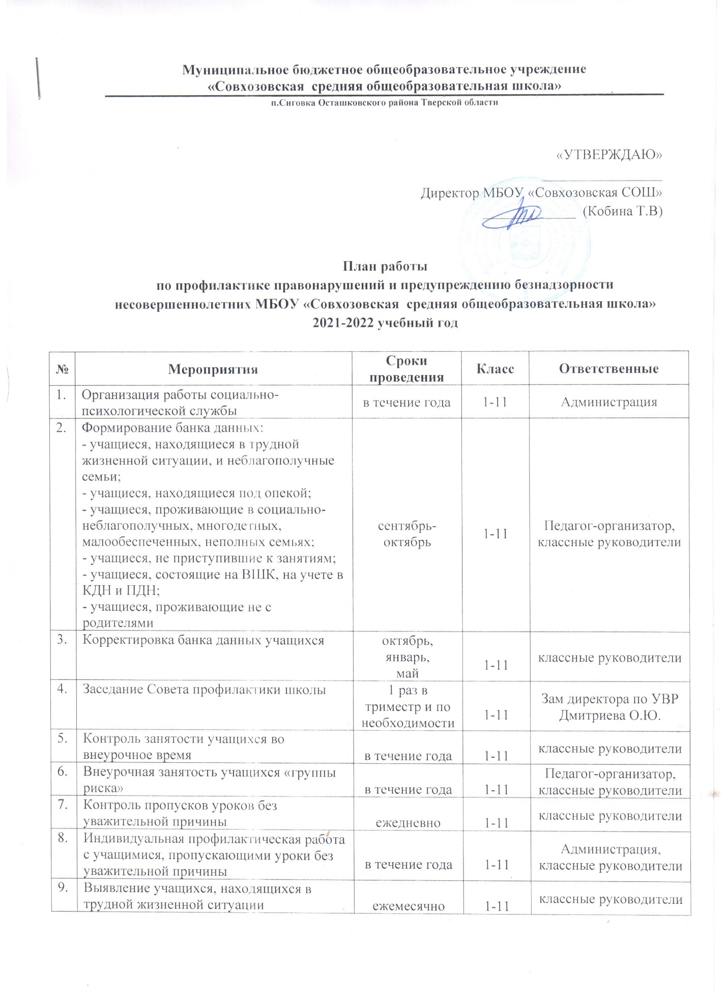 Муниципальное бюджетное общеобразовательное учреждение
«Совхозовская средняя общеобразовательная школа»
п.Сиговка Осташковского района Тверской области
«УТВЕРЖДАЮ»
Директор МБОУ «Совхозовская СОШ»
(Кобина Т.В)
План работы
по профилактике правонарушений и предупреждению безнадзорности
несовершеннолетних МБОУ «Совхозовская средняя общеобразовательная школа»
2021-2022 учебный год
№ Мероприятия Сроки проведения Класс Ответственные
1. Организация работы социально-
психологической службы
в течение года 1-11 Администрация
2. Формирование банка данных:
- учащиеся, находящиеся в трудной
жизненной ситуации, и неблагополучные
семьи;
- учащиеся, находящиеся под опекой;
- учащиеся, проживающие в социально-
неблагополучных, многодетных,
малообеспеченных, неполных семьях;
- учащиеся, не приступившие к занятиям;
- учащиеся, состоящие на ВШК, на учете в
КДН и ПДН;
- учащиеся, проживающие не с
родителями
сентябрь-
октябрь
1-11
Педагог-организатор,
классные руководители
3. Корректировка банка данных учащихся
октябрь,
январь,
май
1-11
классные руководители
4. Заседание Совета профилактики школы
1 раз в
триместр и по
необходимости
1-11
Зам директора по УВР
Дмитриева О.Ю.
5. Контроль занятости учащихся во
внеурочное время
в течение года 1-11 классные руководители
6. Внеурочная занятость учащихся «группы
риска»
в течение года 1-11
Педагог-организатор,
классные руководители
7. Контроль пропусков уроков без
уважительной причины
ежедневно 1-11 классные руководители
8. Индивидуальная профилактическая работа
с учащимися, пропускающими уроки без
уважительной причины
в течение года 1-11
Администрация,
классные руководители
9. Выявление учащихся, находящихся в
трудной жизненной ситуации
ежемесячно 1-11 классные руководители